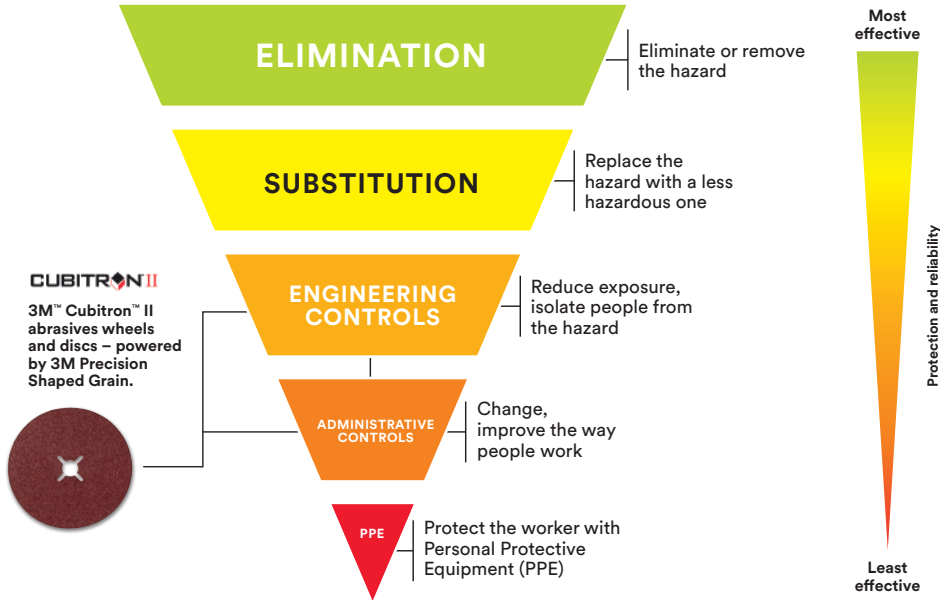 ELIMINATION
Eliminate or remove
the hazard
SUBSTITUTION
Replace the
hazard with a less
hazardous one
ENGINEERING
CONTROLS
Reduce exposure,
isolate people from
the hazard
ADMINISTRATIVE
CONTROLS
Change,
improve the way
people work
PPE
Protect the worker with
Personal Protective
Equipment (PPE)
CUBITRON II
3M™ Cubitron™ II
abrasives wheels
and discs – powered
by 3M Precision
Shaped Grain.
Most
effective
Protection and reliability
Least
effective